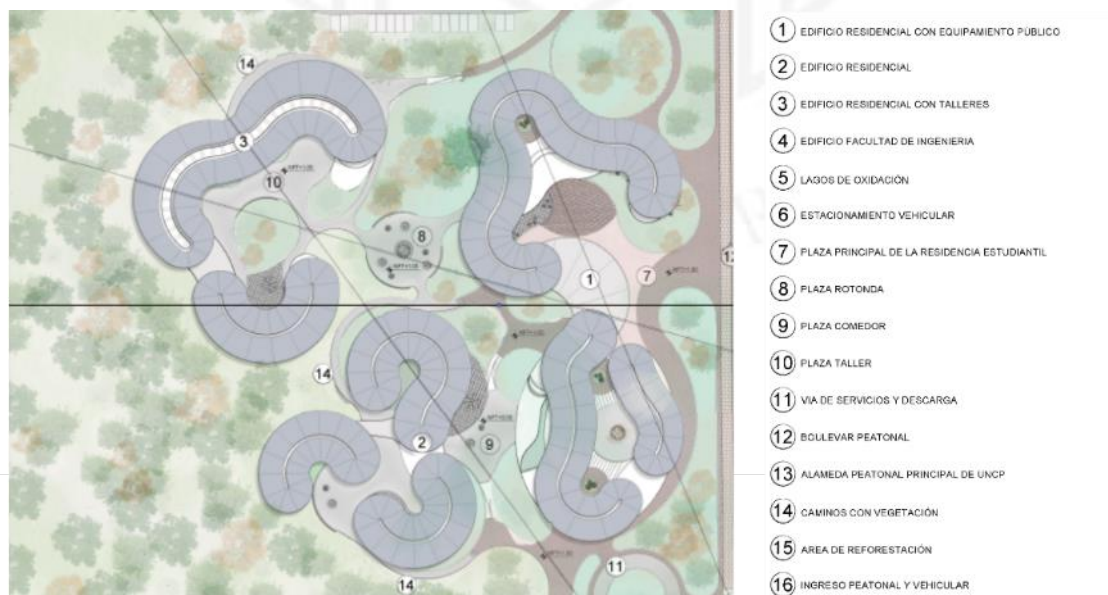 14
3
10
8
12
1
7
14
2
9
11
14
1 EDIFICIO RESIDENCIAL CON EQUIPAMIENTO PÚBLICO
2 EDIFICIO RESIDENCIAL
3 EDIFICIO RESIDENCIAL CON TALLERES
4 EDIFICIO FACULTAD DE INGENIERIA
5 LAGOS DE OXIDACIÓN
6 ESTACIONAMIENTO VEHICULAR
7 PLAZA PRINCIPAL DE LA RESIDENCIA ESTUDIANTIL
8 PLAZA ROTONDA
9 PLAZA COMEDOR
10 PLAZA TALLER
11 VIA DE SERVICIOS Y DESCARGA
12 BOULEVAR PEATONAL
13 ALAMEDA PEATONAL PRINCIPAL DE UNCP
14 CAMINOS CON VEGETACIÓN
15 AREA DE REFORESTACIÓN
16 INGRESO PEATONAL Y VEHICULAR